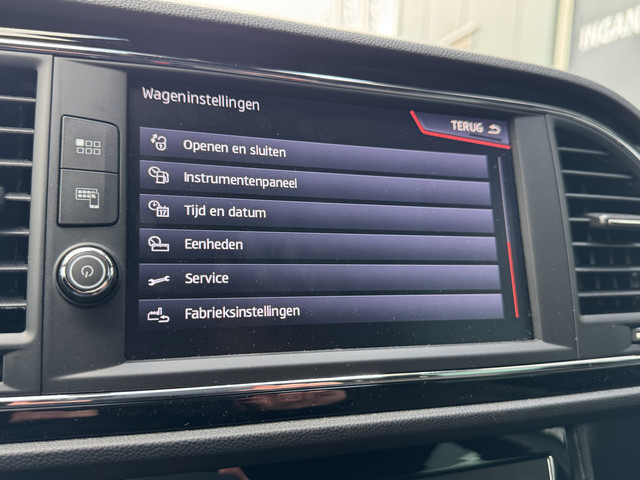 Wageninstellingen
TERUG
Openen en sluiten
Instrumentenpaneel
Tijd en datum
Eenheden
Service
Fabrieksinstellingen